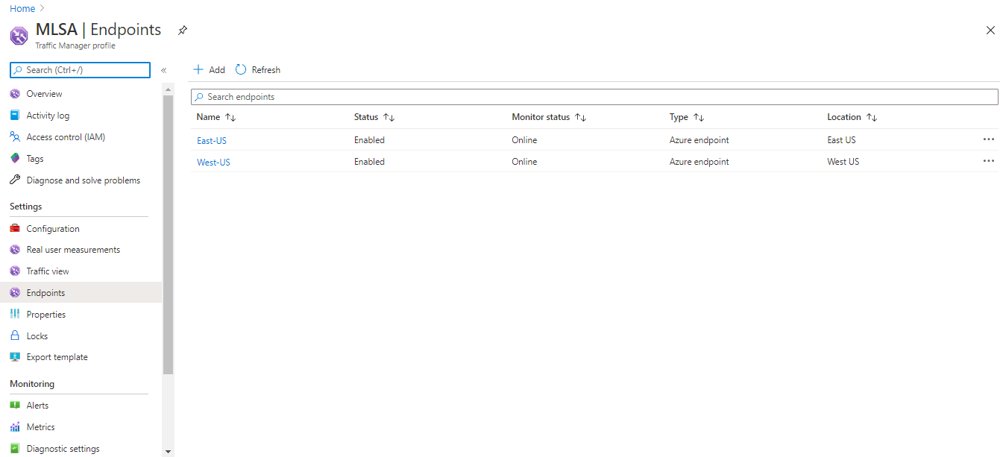 Home >
MLSA | Endpoints
Traffic Manager profile
Search (Ctrl+/)
«
Add
Refresh
Overview
Activity log
Access control (IAM)
Tags
Diagnose and solve problems
Settings
Configuration
Real user measurements
Traffic view
Endpoints
Properties
Locks
Export template
Monitoring
Alerts
Metrics
Diagnostic settings
Search endpoints
Name Status Monitor status Type Location
East-US Enabled Online Azure endpoint East US
West-US Enabled Online Azure endpoint West US